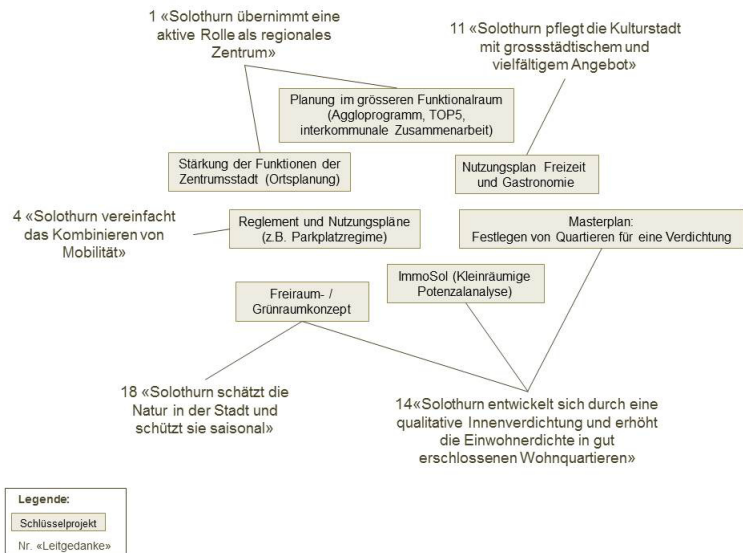 1 «Solothurn übernimmt eine
aktive Rolle als regionales
Zentrum»
11 «Solothurn pflegt die Kulturstadt
mit grossstädtischem und
vielfältigem Angebot»
Planung im grösseren Funktionalraum
(Aggloprogramm, TOP5,
interkommunale Zusammenarbeit)
Stärkung der Funktionen der
Zentrumsstadt (Ortsplanung)
Nutzungsplan Freizeit
und Gastronomie
4 «Solothurn vereinfacht
das Kombinieren von
Mobilität»
Reglement und Nutzungspläne
(z.B. Parkplatzregime)
Masterplan:
Festlegen von Quartieren für eine Verdichtung
ImmoSol (Kleinräumige
Potenzalanalyse)
Freiraum- /
Grünraumkonzept
18 «Solothurn schätzt die
Natur in der Stadt und
schützt sie saisonal»
14«Solothurn entwickelt sich durch eine
qualitative Innenverdichtung und erhöht
die Einwohnerdichte in gut
erschlossenen Wohnquartieren»
Legende:
Schlüsselprojekt
Nr. «Leitgedanke»